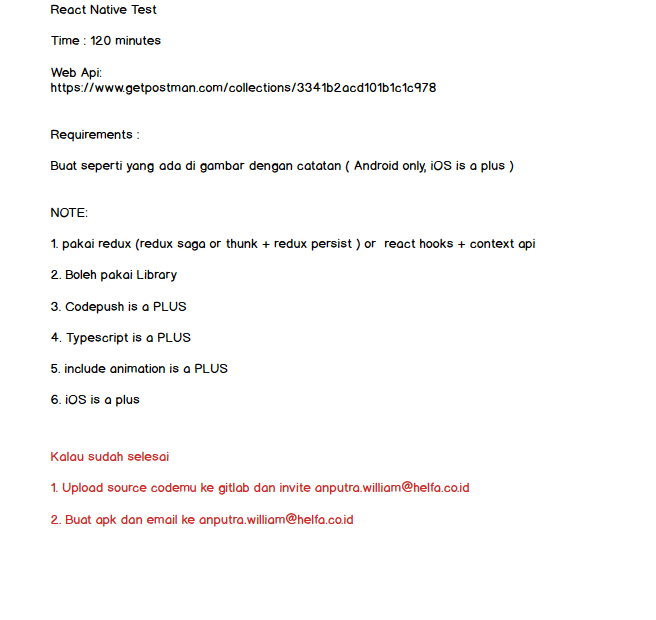 React Native Test
Time : 120 minutes
Web Api:
https://www.getpostman.com/collections/3341b2acd101b1c1c978
Requirements :
Buat seperti yang ada di gambar dengan catatan ( Android only, iOS is a plus )
NOTE:
1. pakai redux (redux saga or thunk + redux persist ) or  react hooks + context api
2. Boleh pakai Library
3. Codepush is a PLUS
4. Typescript is a PLUS
5. include animation is a PLUS
6. iOS is a plus
Kalau sudah selesai
1. Upload source codemu ke gitlab dan invite anputra.william@helfa.co.id
2. Buat apk dan email ke anputra.william@helfa.co.id